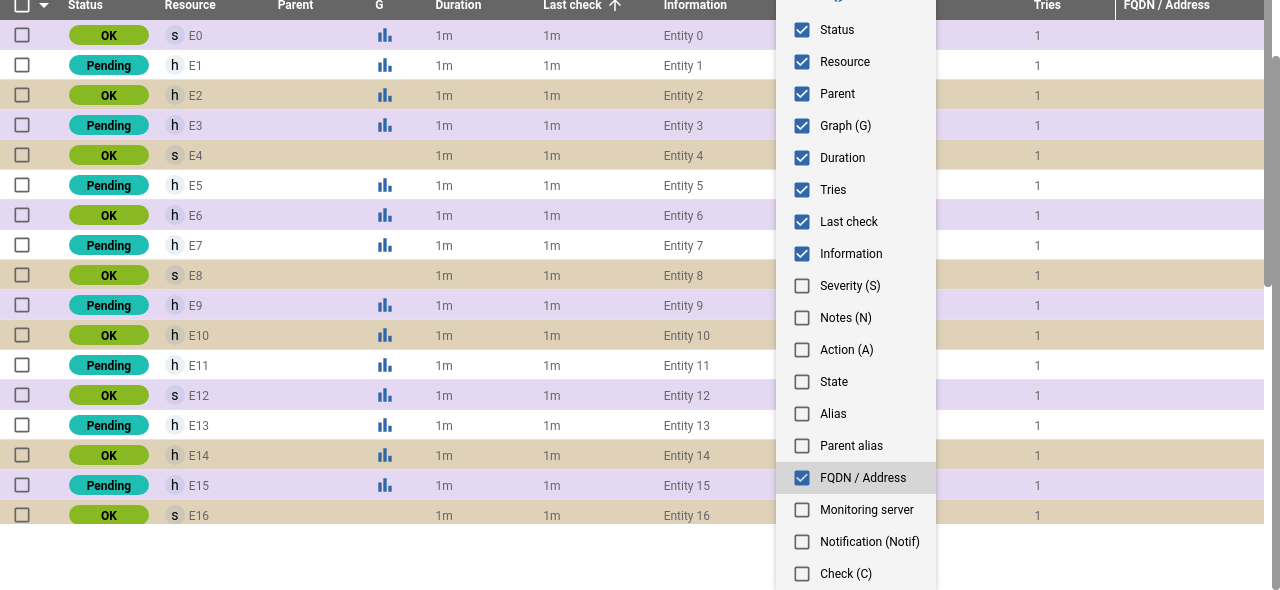 Status Resource Parent G Duration Last check Information Tries FQDN / Address
OK s E0 1m 1m Entity 0 1
Pending h E1 1m 1m Entity 1 1
OK h E2 1m 1m Entity 2 1
Pending h E3 1m 1m Entity 3 1
OK s E4 1m 1m Entity 4 1
Pending h E5 1m 1m Entity 5 1
OK h E6 1m 1m Entity 6 1
Pending h E7 1m 1m Entity 7 1
OK s E8 1m 1m Entity 8 1
Pending h E9 1m 1m Entity 9 1
OK h E10 1m 1m Entity 10 1
Pending h E11 1m 1m Entity 11 1
OK s E12 1m 1m Entity 12 1
Pending h E13 1m 1m Entity 13 1
OK h E14 1m 1m Entity 14 1
Pending h E15 1m 1m Entity 15 1
OK s E16 1m 1m Entity 16 1
Status
Resource
Parent
Graph (G)
Duration
Tries
Last check
Information
Severity (S)
Notes (N)
Action (A)
State
Alias
Parent alias
FQDN / Address
Monitoring server
Notification (Notif)
Check (C)